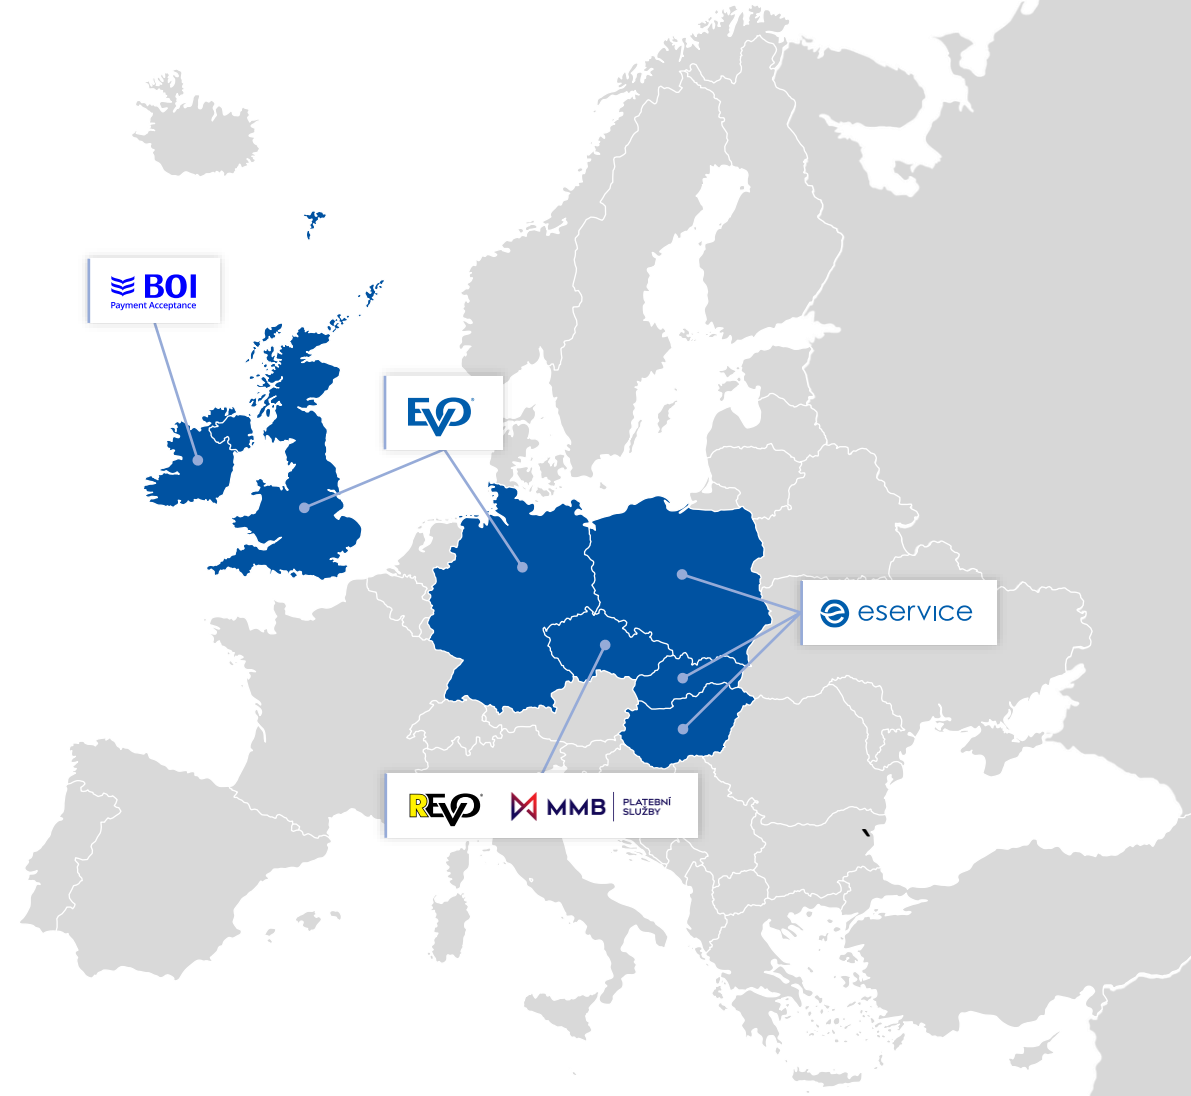 BOI
Payment Acceptance
EVO®
eservice
REVO®
MMB
PLATEBNÍ
SLUŽBY